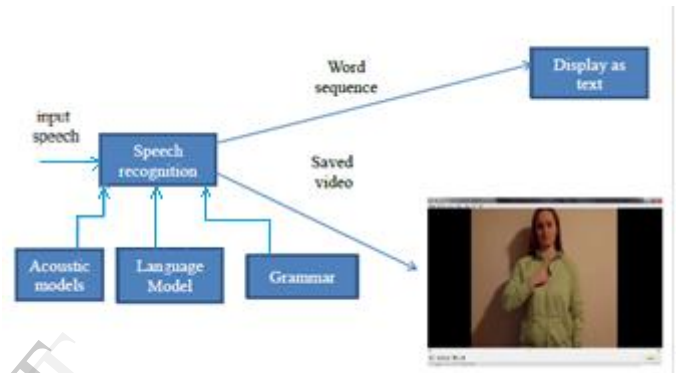 Word
sequence
Display as
text
input
speech
Speech
recognition
Saved
video
Acoustic
models
Language
Model
Grammar